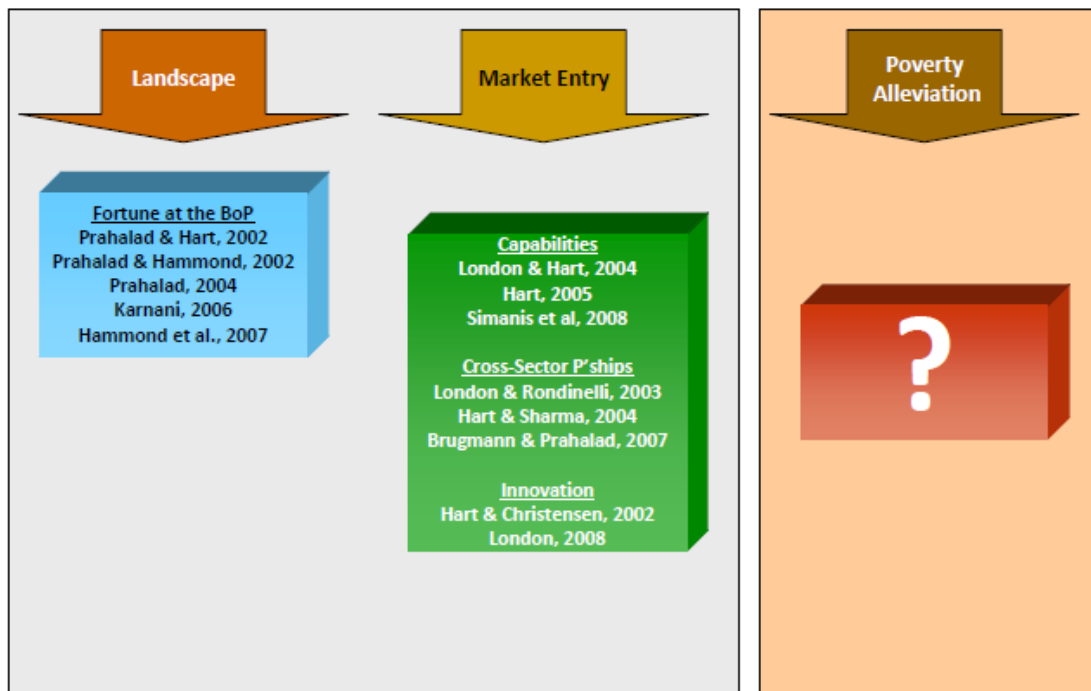 Landscape
Fortune at the BoP
Prahalad & Hart, 2002
Prahalad & Hammond, 2002
Prahalad, 2004
Karnani, 2006
Hammond et al., 2007
Market Entry
Capabilities
London & Hart, 2004
Hart, 2005
Simanis et al, 2008
Cross-Sector P'ships
London & Rondinelli, 2003
Hart & Sharma, 2004
Brugmann & Prahalad, 2007
Innovation
Hart & Christensen, 2002
London, 2008
Poverty
Alleviation
?